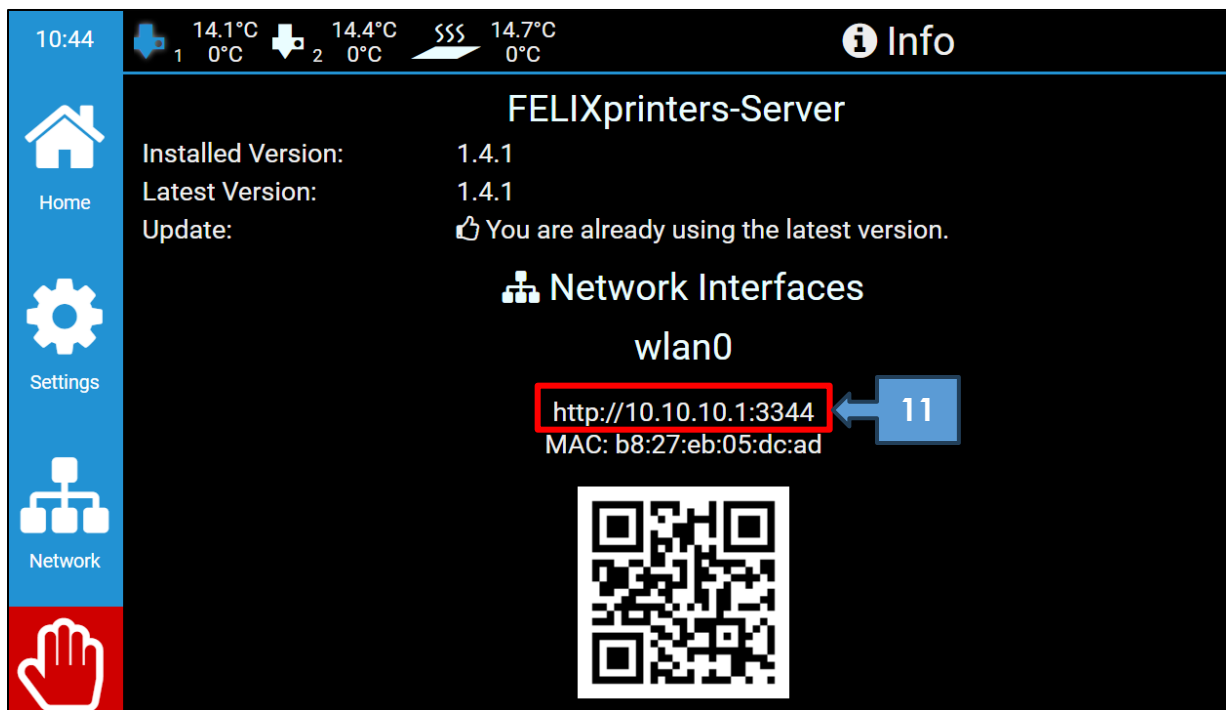 10:44
1 14.1°C 0°C
2 14.4°C 0°C
14.7°C 0°C
Info
FELIXprinters-Server
Installed Version: 1.4.1
Latest Version: 1.4.1
Update: You are already using the latest version.
Home
Network Interfaces
wlan0
Settings
http://10.10.10.1:3344
11
MAC: b8:27:eb:05:dc:ad
Network